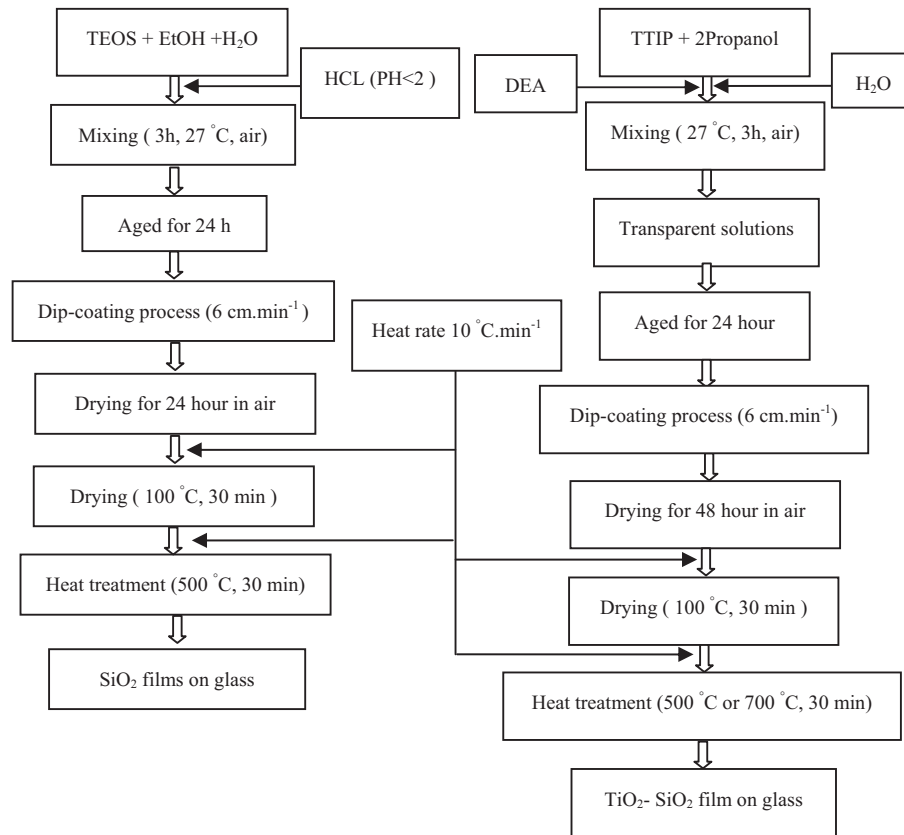 TEOS + EtOH +H₂O
HCL (PH<2 )
Mixing ( 3h, 27 °C, air)
Aged for 24 h
Dip-coating process (6 cm.min⁻¹ )
Drying for 24 hour in air
Drying ( 100 °C, 30 min )
Heat treatment (500 °C, 30 min)
SiO₂ films on glass
Heat rate 10 °C.min⁻¹
TTIP + 2Propanol
DEA
H₂O
Mixing (27 °C, 3h, air)
Transparent solutions
Aged for 24 hour
Dip-coating process (6 cm.min⁻¹)
Drying for 48 hour in air
Drying ( 100 °C, 30 min )
Heat treatment (500 °C or 700 °C, 30 min)
TiO₂- SiO₂ film on glass